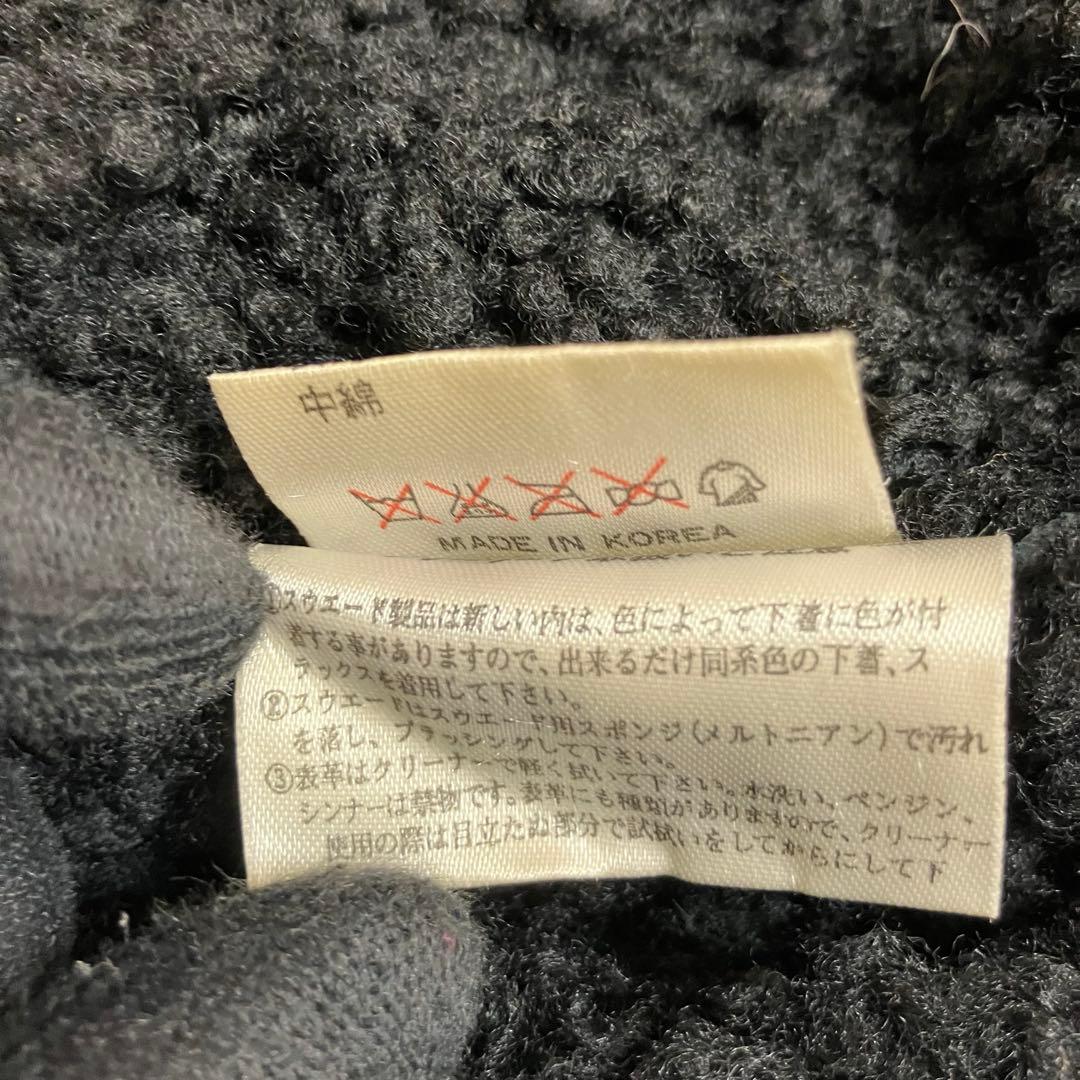 中綿
MADE IN KOREA
①スウエード製品は新しい内は、色によって下着に色が付
着する事がありますので、出来るだけ同系色の下着、ス
テックスを着用して下さい。
②スウエードはスウエード用スポンジ(メルトニアン)で汚れ
を落し、ブラッシングして下さい。
③表革はクリーナーで軽く拭いて下さい。水洗い、ベンジン、
シンナーは禁物です。表革にも種類がありますので、クリーナー
使用の際は目立たぬ部分で試拭いをしてからにして下